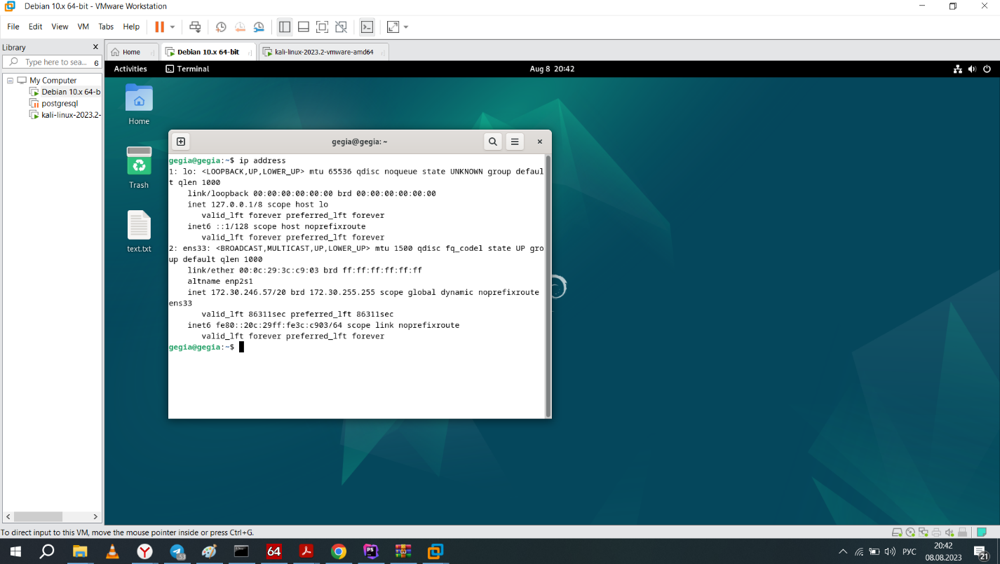 Debian 10.x 64-bit - VMware Workstation
File Edit View VM Tabs Help
Library
Type here to sea...
My Computer
Debian 10.x 64-b
postgresql
kali-linux-2023.2-
Home
Debian 10.x 64-bit
kali-linux-2023.2-vmware-amd64
Activities
Terminal
Aug 8 20:42
Home
Trash
text.txt
gegia@gegia: ~
gegia@gegia:~$ ip address
1: lo: <LOOPBACK,UP,LOWER_UP> mtu 65536 qdisc noqueue state UNKNOWN group defaul
t qlen 1000
link/loopback 00:00:00:00:00:00 brd 00:00:00:00:00:00
inet 127.0.0.1/8 scope host lo
valid_lft forever preferred_lft forever
inet6 ::1/128 scope host noprefixroute
valid_lft forever preferred_lft forever
2: ens33: <BROADCAST,MULTICAST,UP,LOWER_UP> mtu 1500 qdisc fq_codel state UP gro
up default qlen 1000
link/ether 00:0c:29:3c:c9:03 brd ff:ff:ff:ff:ff:ff
altname enp2s1
inet 172.30.246.57/20 brd 172.30.255.255 scope global dynamic noprefixroute
ens33
valid_lft 86311sec preferred_lft 86311sec
inet6 fe80::20c:29ff:fe3c:c903/64 scope link noprefixroute
valid_lft forever preferred_lft forever
gegia@gegia:~$
To direct input to this VM, move the mouse pointer inside or press Ctrl+G.
64
PS
РУС
20:42
08.08.2023
21